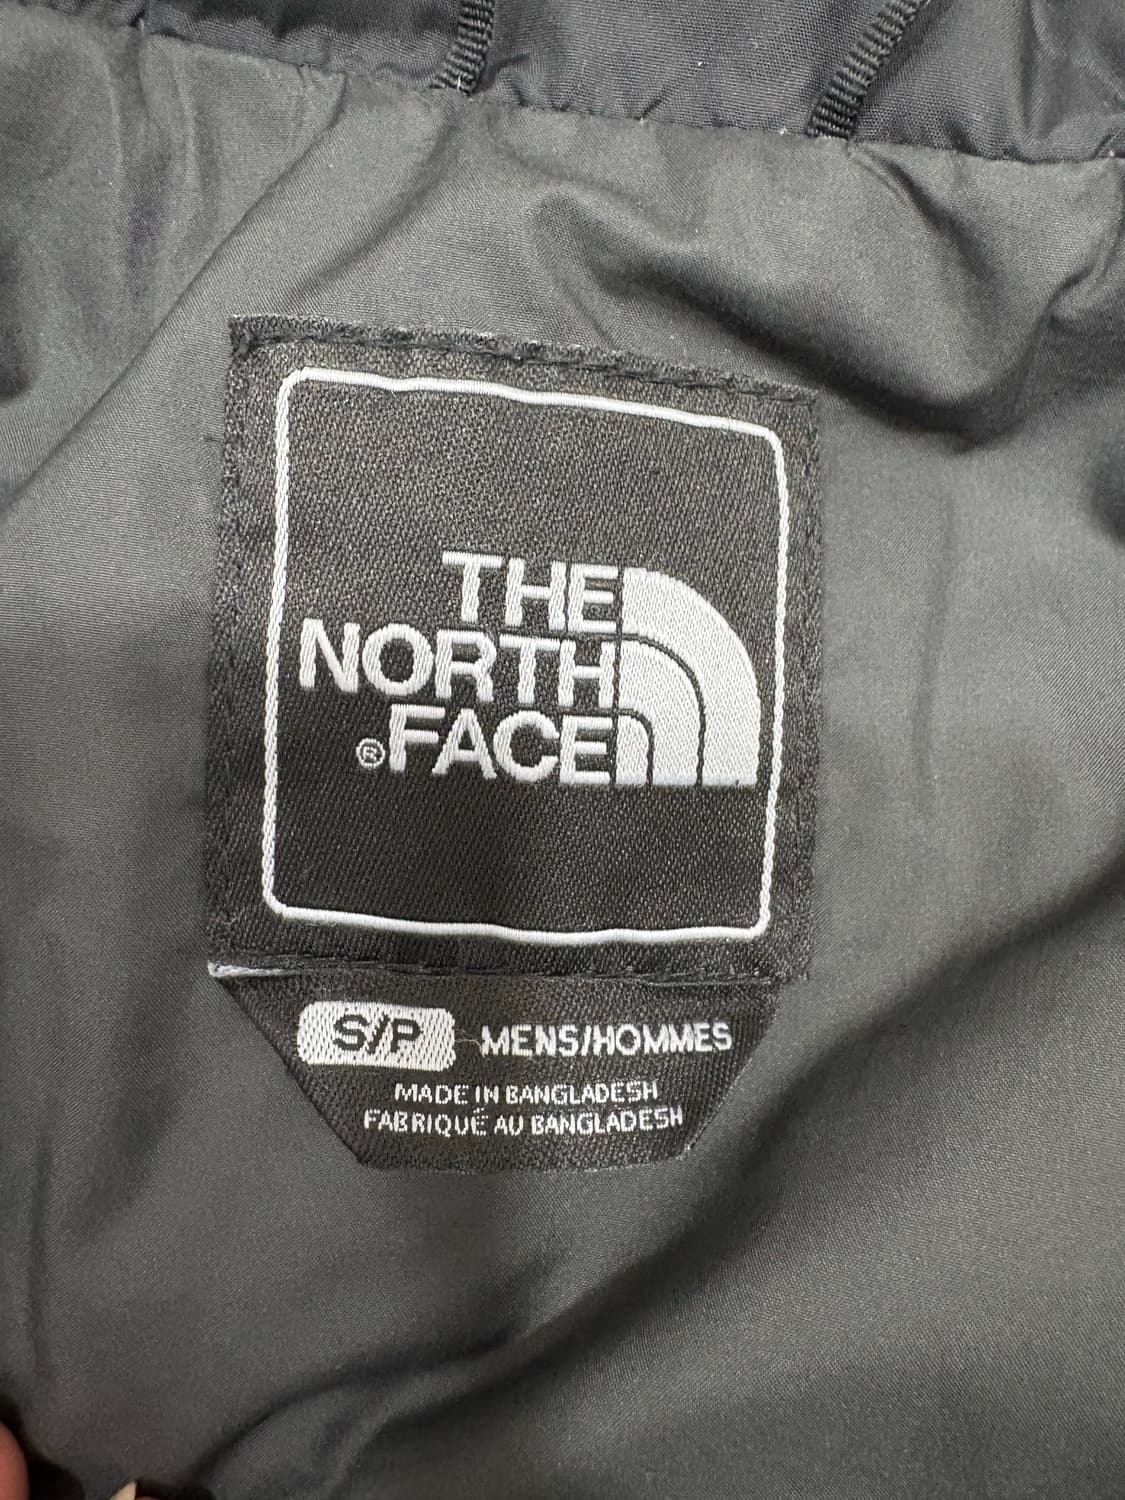 THE
NORTH
®FACE
S/P MENS/HOMMES
MADE IN BANGLADESH
FABRIQUÉ AU BANGLADESH